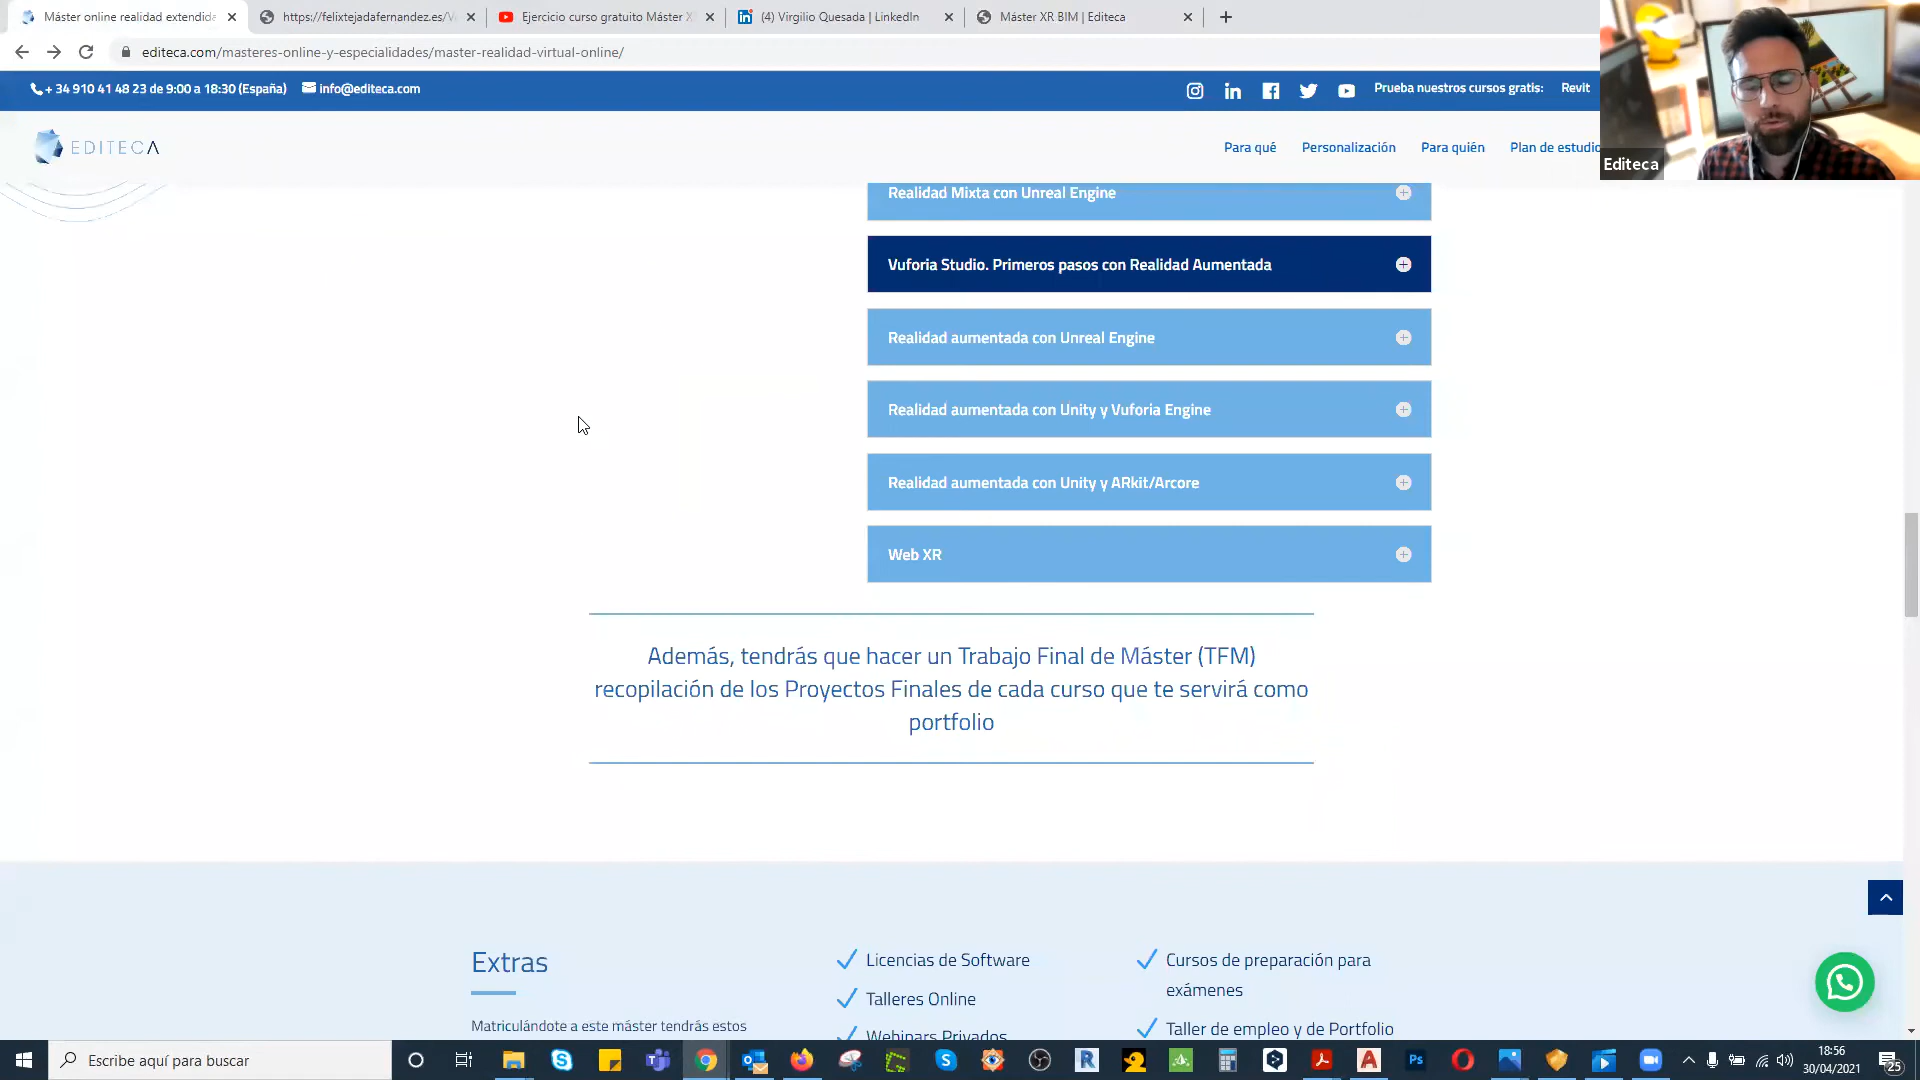 Máster online realidad extendida
https://felixtejadafernandez.es/V
Ejercicio curso gratuito Máster X
(4) Virgilio Quesada | LinkedIn
Máster XR BIM | Editeca
editeca.com/masteres-online-y-especialidades/master-realidad-virtual-online/
+ 34 910 41 48 23 de 9:00 a 18:30 (España)
info@editeca.com
Prueba nuestros cursos gratis:
Revit
EDITECA
Para qué
Personalización
Para quién
Plan de estudio
Editeca
Realidad Mixta con Unreal Engine
Vuforia Studio. Primeros pasos con Realidad Aumentada
Realidad aumentada con Unreal Engine
Realidad aumentada con Unity y Vuforia Engine
Realidad aumentada con Unity y ARkit/Arcore
Web XR
Además, tendrás que hacer un Trabajo Final de Máster (TFM)
recopilación de los Proyectos Finales de cada curso que te servirá como
portfolio
Extras
Matriculándote a este máster tendrás estos
Licencias de Software
Talleres Online
Webinars Privados
Cursos de preparación para
exámenes
Taller de empleo y de Portfolio
Escribe aquí para buscar
18:56
30/04/2021
25